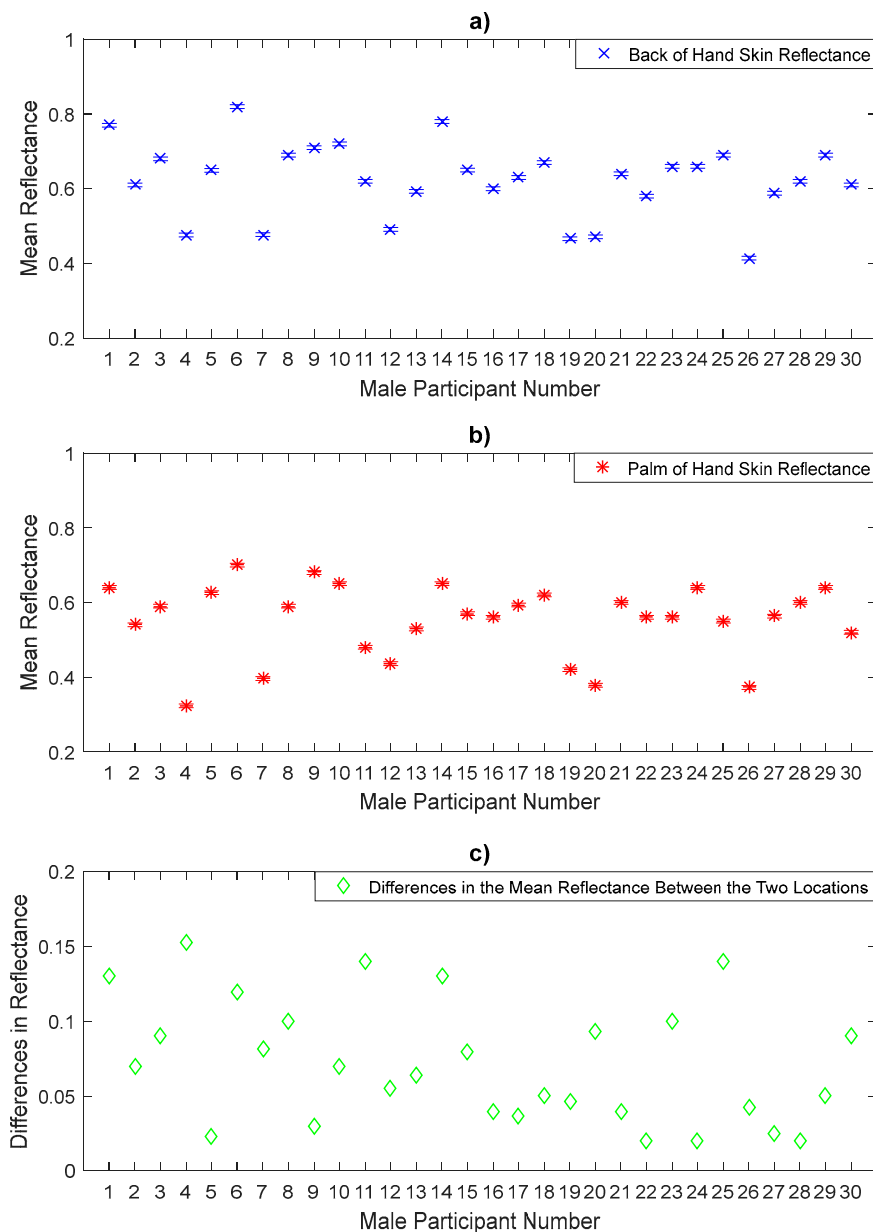 a)
1
Back of Hand Skin Reflectance
0.8
0.6
0.4
0.2
Mean Reflectance
1 2 3 4 5 6 7 8 9 10 11 12 13 14 15 16 17 18 19 20 21 22 23 24 25 26 27 28 29 30
Male Participant Number
b)
1
Palm of Hand Skin Reflectance
0.8
0.6
0.4
0.2
Mean Reflectance
1 2 3 4 5 6 7 8 9 10 11 12 13 14 15 16 17 18 19 20 21 22 23 24 25 26 27 28 29 30
Male Participant Number
c)
0.2
Differences in the Mean Reflectance Between the Two Locations
0.15
0.1
0.05
0
Differences in Reflectance
1 2 3 4 5 6 7 8 9 10 11 12 13 14 15 16 17 18 19 20 21 22 23 24 25 26 27 28 29 30
Male Participant Number